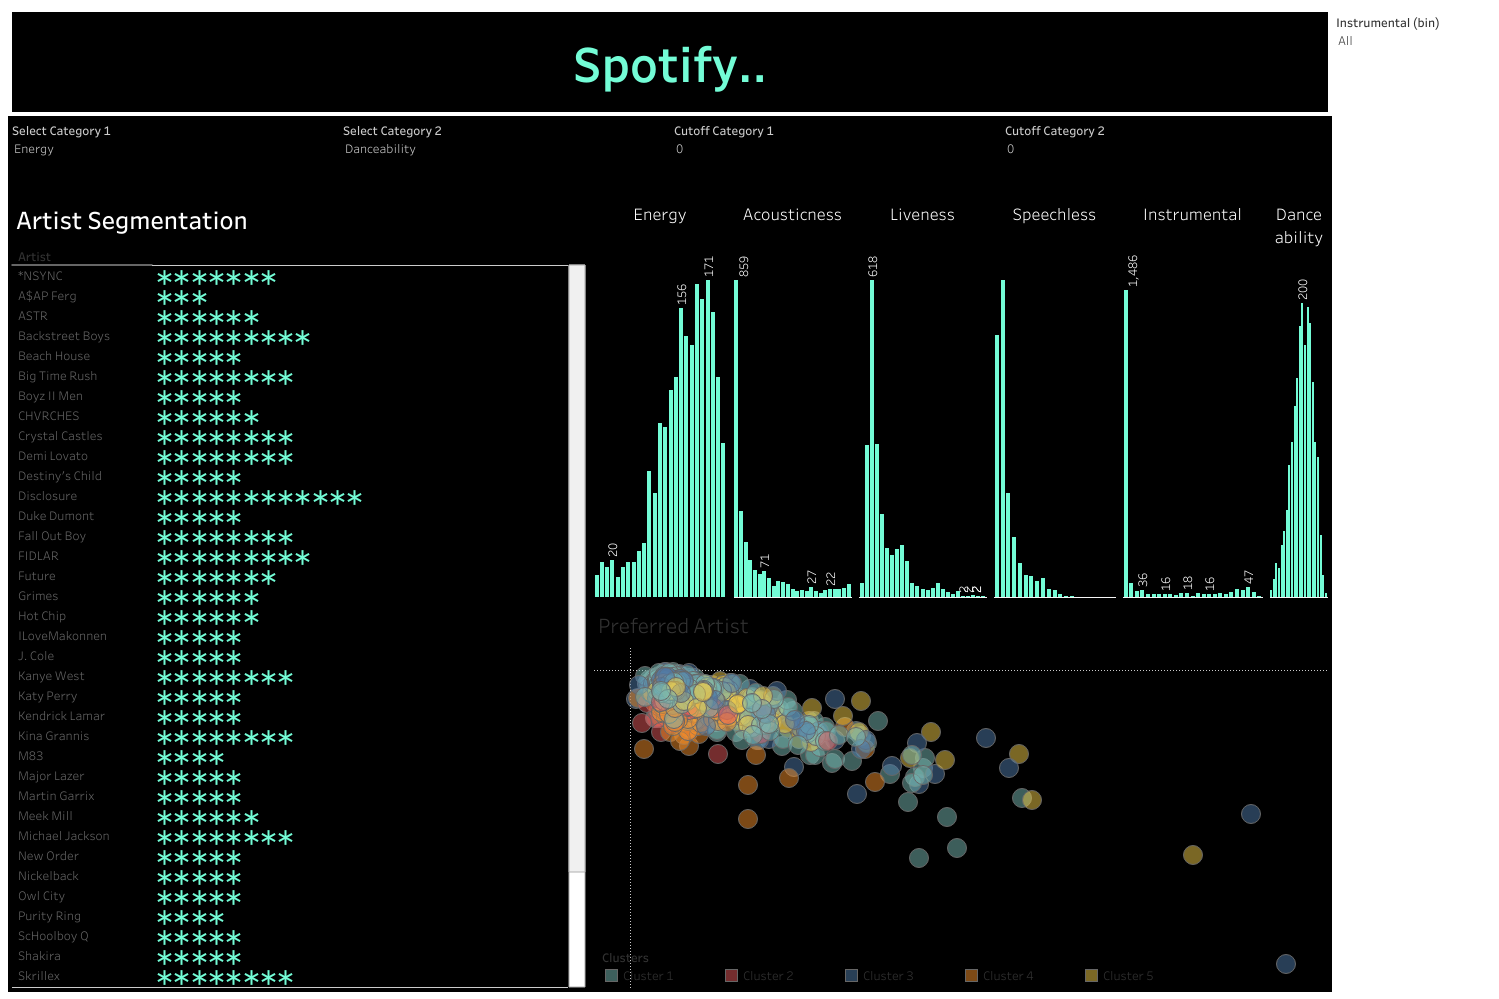 Instrumental (bin)
All
Spotify..
Select Category 1
Energy
Select Category 2
Danceability
Cutoff Category 1
0
Cutoff Category 2
0
Artist Segmentation
Artist
*NSYNC *******
A$AP Ferg ***
ASTR ******
Backstreet Boys *********
Beach House *****
Big Time Rush ********
Boyz II Men *****
CHVRCHES ******
Crystal Castles ********
Demi Lovato ********
Destiny's Child *****
Disclosure ************
Duke Dumont *****
Fall Out Boy ********
FIDLAR *********
Future *******
Grimes ******
Hot Chip ******
ILoveMakonnen *****
J. Cole *****
Kanye West ********
Katy Perry *****
Kendrick Lamar *****
Kina Grannis ********
M83 ****
Major Lazer *****
Martin Garrix *****
Meek Mill ******
Michael Jackson ********
New Order *****
Nickelback *****
Owl City *****
Purity Ring ****
ScHoolboy Q *****
Shakira *****
Skrillex ********
Energy
Acousticness
Liveness
Speechless
Instrumental
Dance
ability
20
156
171
859
71
27
22
618
2
2
2
1,486
36
16
18
16
47
200
Preferred Artist
Clusters
Cluster 1
Cluster 2
Cluster 3
Cluster 4
Cluster 5